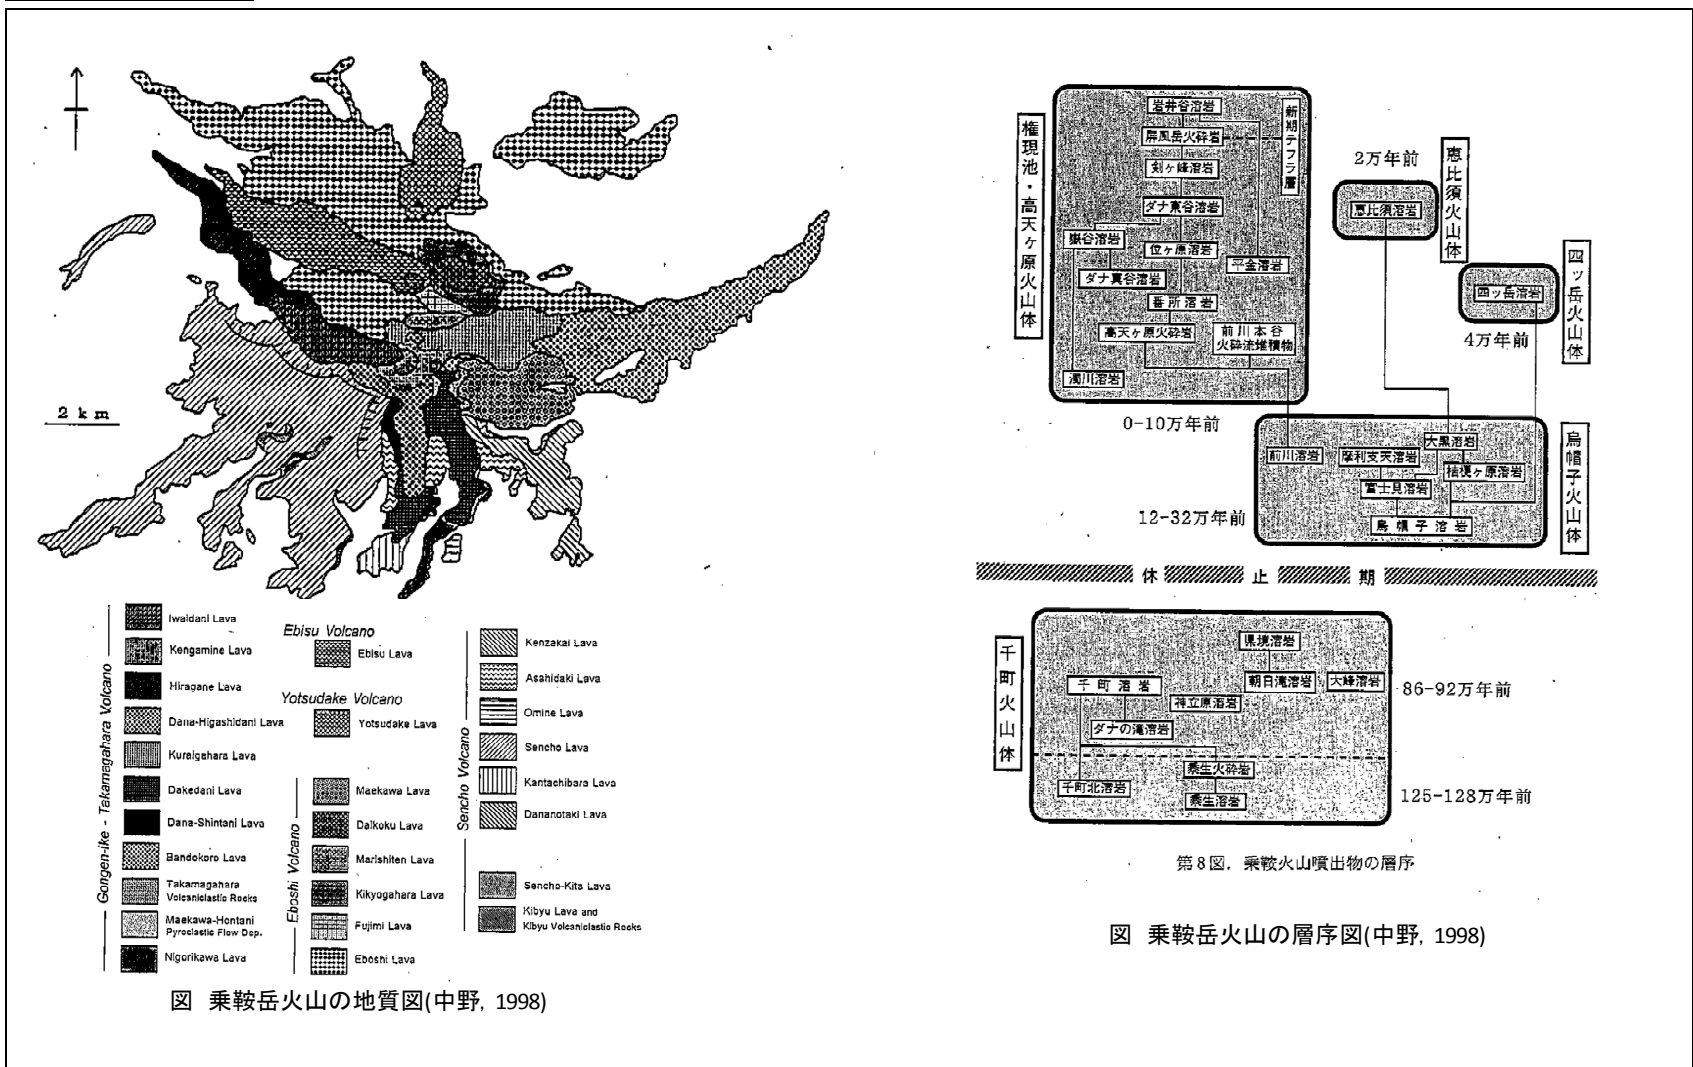 2 km
Gongen-ike - Takamagahara Volcano
Iwaidani Lava
Kengamine Lava
Hiragane Lava
Dana-Higashidani Lava
Kuraigahara Lava
Dakedani Lava
Dana-Shintani Lava
Bandokoro Lava
Takamagahara
Volcaniclastic Rocks
Maekawa-Hontani
Pyroclastic Flow Dep.
Nigorikawa Lava
Ebisu Volcano
Ebisu Lava
Yotsudake Volcano
Yotsudake Lava
Eboshi Volcano
Maekawa Lava
Daikoku Lava
Marishiten Lava
Kikyogahara Lava
Fujimi Lava
Eboshi Lava
Sencho Volcano
Kenzakai Lava
Asahidaki Lava
Omine Lava
Sencho Lava
Kantachibara Lava
Dananotaki Lava
Sencho-Kita Lava
Kibyu Lava and
Kibyu Volcaniclastic Rocks
図 乗鞍岳火山の地質図(中野, 1998)
権現池・高天ヶ原火山体
岩井谷溶岩
新期テフラ層
屏風岳火砕岩
剣ヶ峰溶岩
ダナ東谷溶岩
嶽谷溶岩
位ヶ原溶岩
平金溶岩
ダナ真谷溶岩
番所溶岩
高天ヶ原火砕岩
前川本谷
火砕流堆積物
濁川溶岩
0-10万年前
2万年前
恵比須火山体
恵比須溶岩
四ッ岳火山体
四ッ岳溶岩
4万年前
烏帽子火山体
大黒溶岩
前川溶岩
摩利支天溶岩
桔梗ヶ原溶岩
富士見溶岩
烏帽子溶岩
12-32万年前
休止期
千町火山体
県境溶岩
千町溶岩
朝日滝溶岩
大峰溶岩
86-92万年前
神立原溶岩
ダナの滝溶岩
黍生火砕岩
千町北溶岩
黍生溶岩
125-128万年前
第8図. 乗鞍火山噴出物の層序
図 乗鞍岳火山の層序図(中野, 1998)